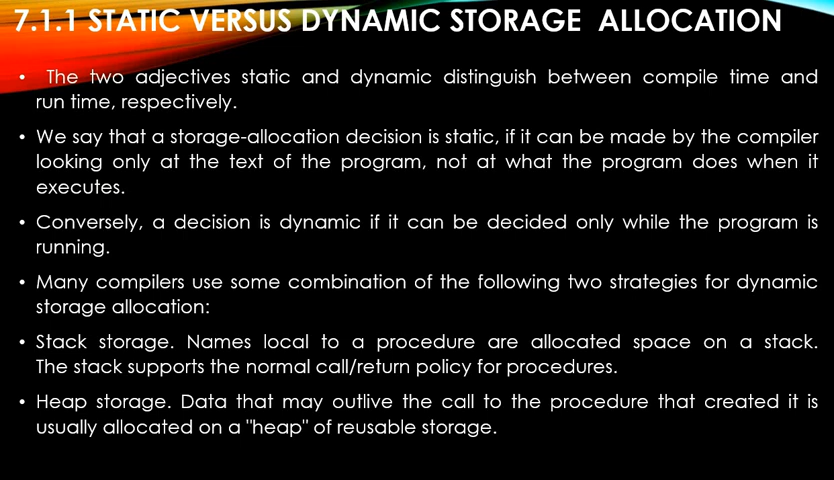 7.1.1 STATIC VERSUS DYNAMIC STORAGE ALLOCATION
• The two adjectives static and dynamic distinguish between compile time and
run time, respectively.
• We say that a storage-allocation decision is static, if it can be made by the compiler
looking only at the text of the program, not at what the program does when it
executes.
• Conversely, a decision is dynamic if it can be decided only while the program is
running.
• Many compilers use some combination of the following two strategies for dynamic
storage allocation:
• Stack storage. Names local to a procedure are allocated space on a stack.
The stack supports the normal call/return policy for procedures.
• Heap storage. Data that may outlive the call to the procedure that created it is
usually allocated on a "heap" of reusable storage.